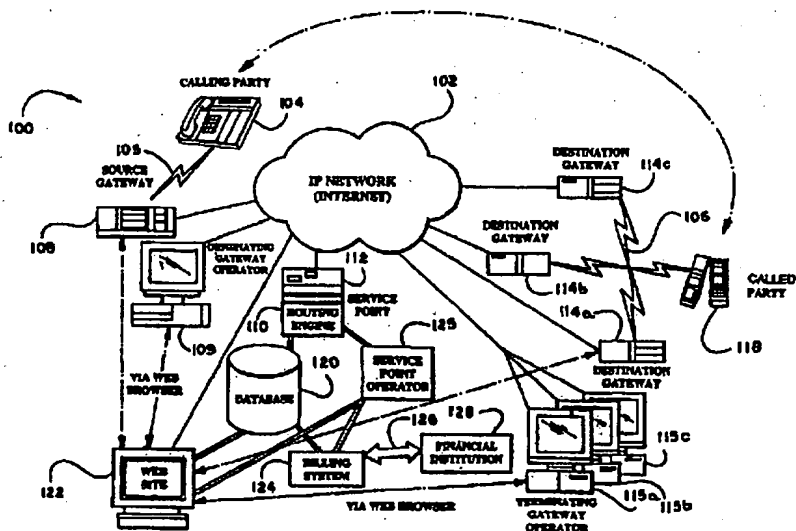 CALLING PARTY
104
102
100
105
SOURCE
GATEWAY
IP NETWORK
(INTERNET)
DESTINATION
GATEWAY
114c
108
ORIGINATING
GATEWAY
OPERATOR
109
112
SERVICE
POINT
110
ROUTING
ENGINE
DESTINATION
GATEWAY
114b
106
CALLED
PARTY
118
114a
DESTINATION
GATEWAY
125
SERVICE
POINT
OPERATOR
120
DATABASE
VIA WEB
BROWSER
126
128
FINANCIAL
INSTITUTION
122
WEB
SITE
124
BILLING
SYSTEM
VIA WEB BROWSER
115c
115a
115b
TERMINATING
GATEWAY
OPERATOR